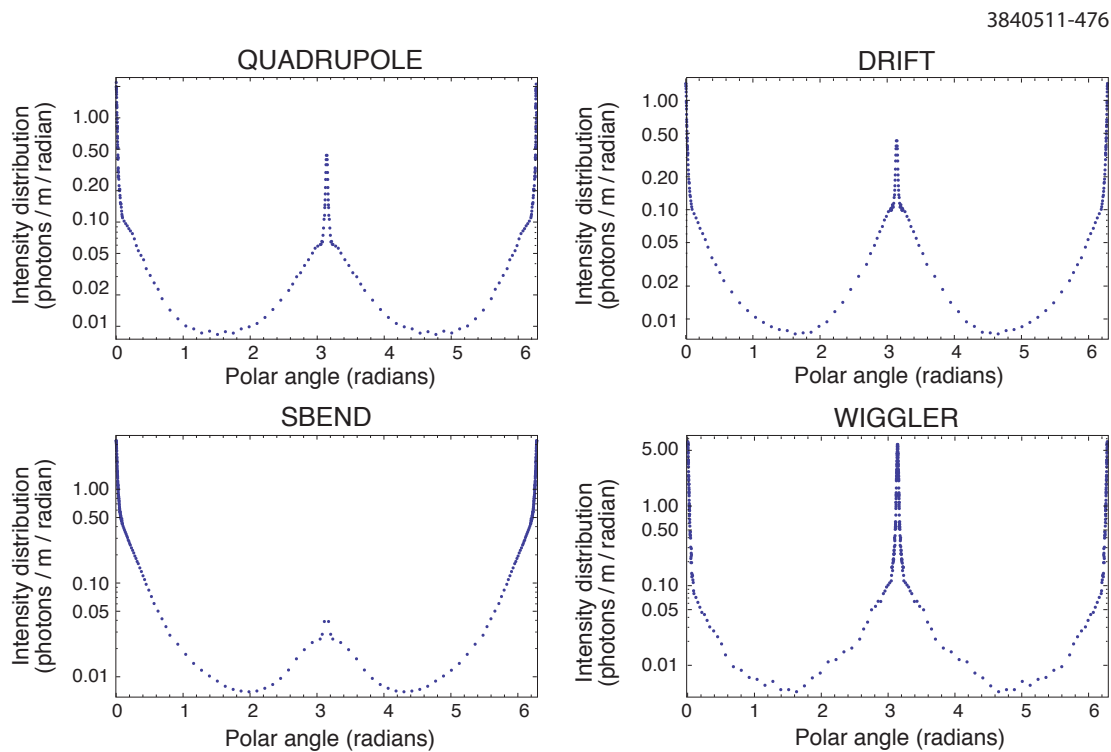 3840511-476
QUADRUPOLE
Intensity distribution
(photons / m / radian)
1.00
0.50
0.20
0.10
0.05
0.02
0.01
0 1 2 3 4 5 6
Polar angle (radians)
DRIFT
Intensity distribution
(photons / m / radian)
1.00
0.50
0.20
0.10
0.05
0.02
0.01
0 1 2 3 4 5 6
Polar angle (radians)
SBEND
Intensity distribution
(photons / m / radian)
1.00
0.50
0.10
0.05
0.01
0 1 2 3 4 5 6
Polar angle (radians)
WIGGLER
Intensity distribution
(photons / m / radian)
5.00
1.00
0.50
0.10
0.05
0.01
0 1 2 3 4 5 6
Polar angle (radians)